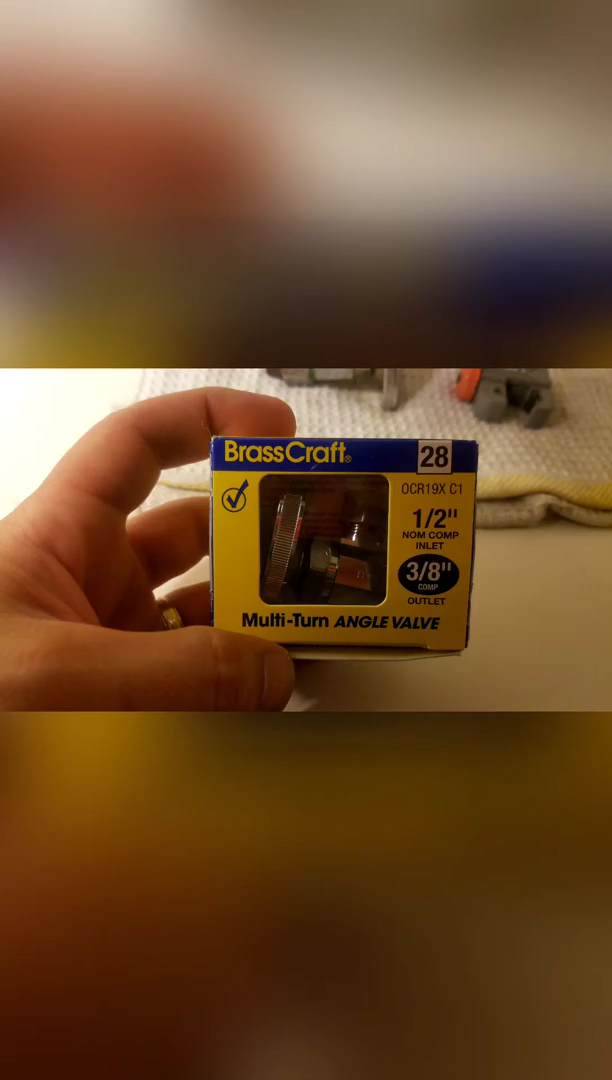 BrassCraft®
28
OCR19X C1
1/2"
NOM COMP
INLET
3/8"
COMP
OUTLET
Multi-Turn ANGLE VALVE